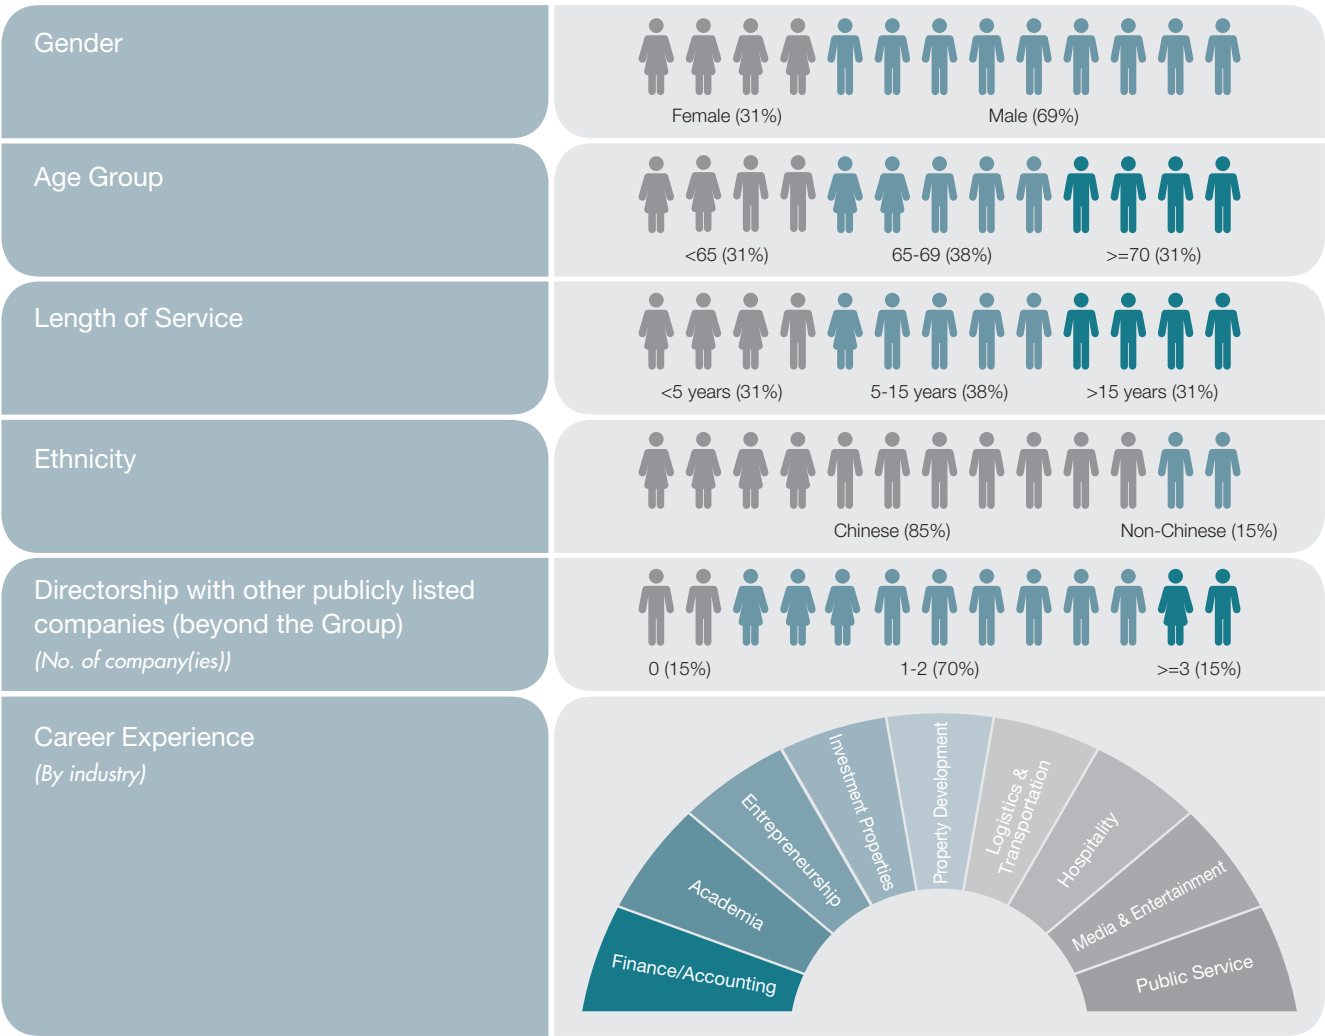 Gender
Female (31%)
Male (69%)
Age Group
<65 (31%)
65-69 (38%)
>=70 (31%)
Length of Service
<5 years (31%)
5-15 years (38%)
>15 years (31%)
Ethnicity
Chinese (85%)
Non-Chinese (15%)
Directorship with other publicly listed
companies (beyond the Group)
(No. of company(ies))
0 (15%)
1-2 (70%)
>=3 (15%)
Career Experience
(By industry)
Finance/Accounting
Academia
Entrepreneurship
Investment Properties
Property Development
Logistics &
Transportation
Hospitality
Media & Entertainment
Public Service